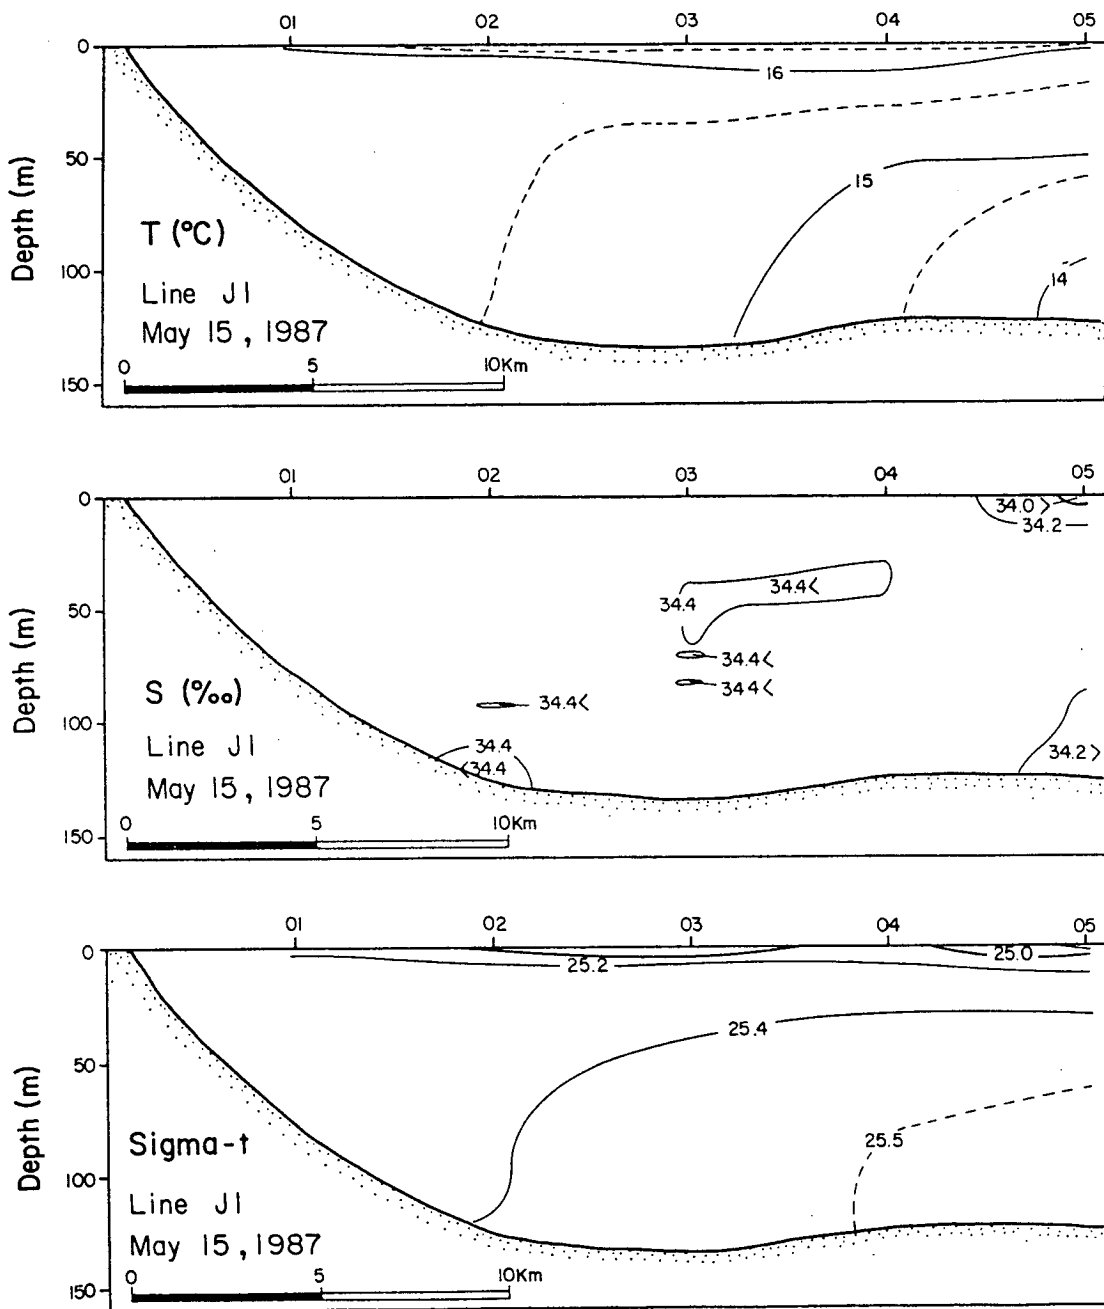 01 02 03 04 05
0
16
50
Depth (m)
15
T (°C)
100
14
Line J1
May 15, 1987
0 5 10Km
150
01 02 03 04 05
0
34.0>
34.2
34.4<
34.4
50
Depth (m)
34.4<
S (‰)
34.4<
34.4<
100
34.4
Line J1
34.2>
<34.4
May 15, 1987
0 5 10Km
150
01 02 03 04 05
0
25.2
25.0
25.4
50
Depth (m)
25.5
Sigma-t
100
Line J1
May 15, 1987
0 5 10Km
150